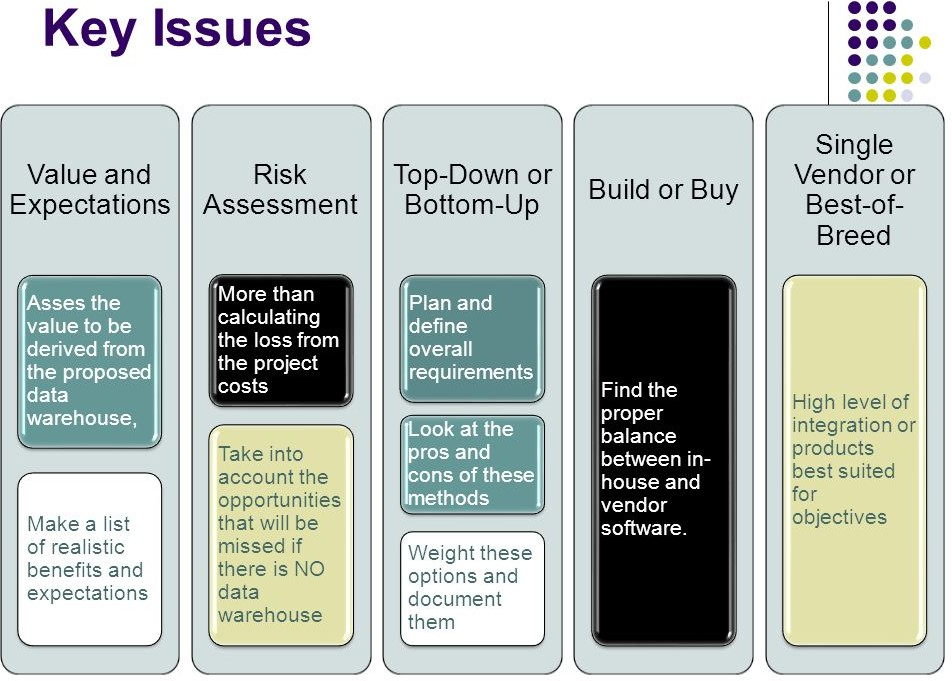 Key Issues
Value and
Expectations
Asses the
value to be
derived from
the proposed
data
warehouse,
Make a list
of realistic
benefits and
expectations
Risk
Assessment
More than
calculating
the loss from
the project
costs
Take into
account the
opportunities
that will be
missed if
there is NO
data
warehouse
Top-Down or
Bottom-Up
Plan and
define
overall
requirements
Look at the
pros and
cons of these
methods
Weight these
options and
document
them
Build or Buy
Find the
proper
balance
between in-
house and
vendor
software.
Single
Vendor or
Best-of-
Breed
High level of
integration or
products
best suited
for
objectives